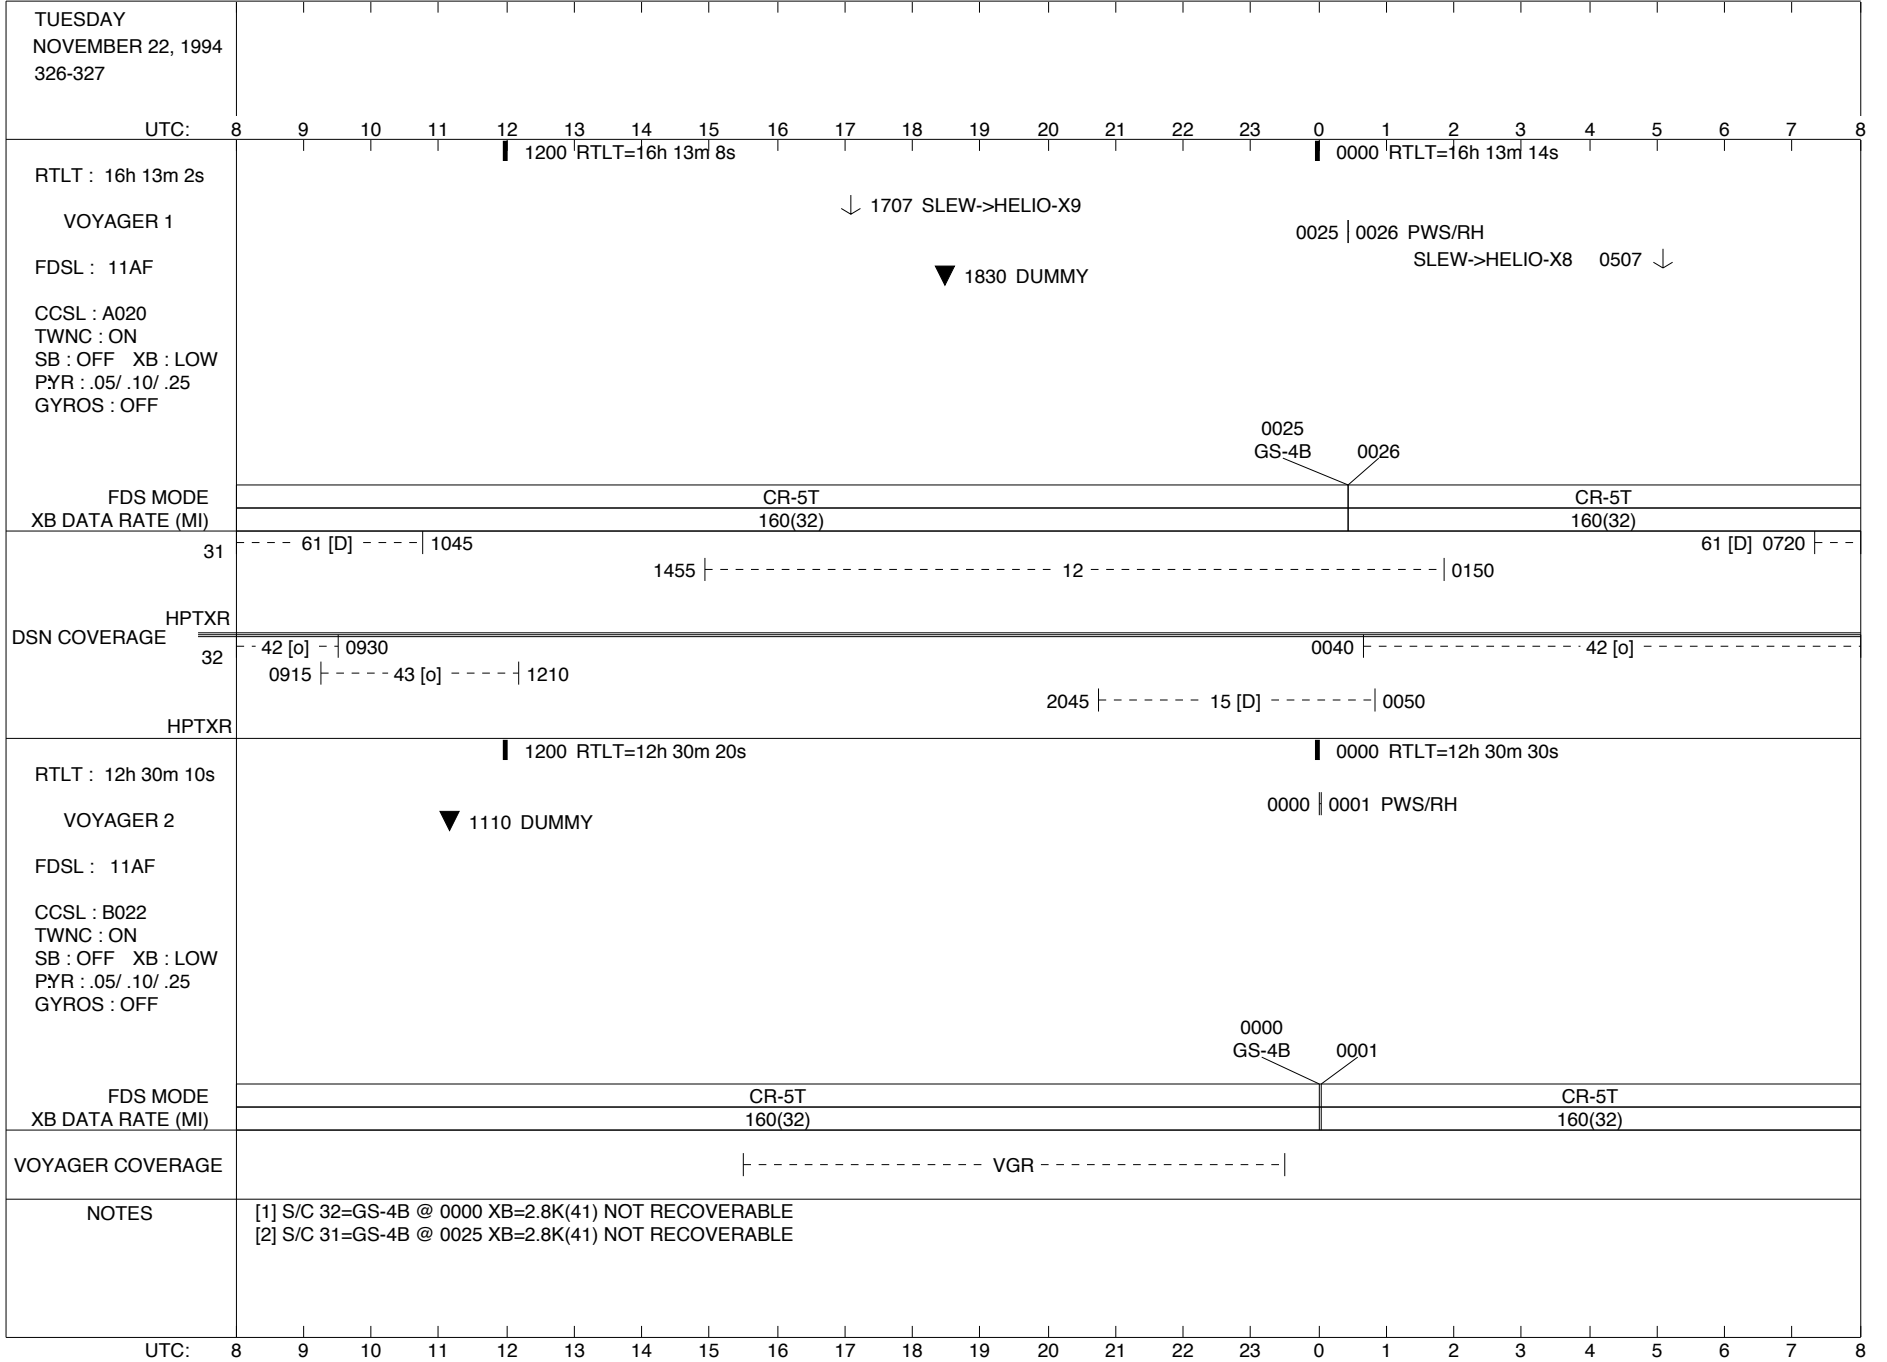 TUESDAY
NOVEMBER 22, 1994
326-327
UTC: 8 9 10 11 12 13 14 15 16 17 18 19 20 21 22 23 0 1 2 3 4 5 6 7 8
1200 RTLT=16h 13m 8s 0000 RTLT=16h 13m 14s
RTLT : 16h 13m 2s
1707 SLEW->HELIO-X9
VOYAGER 1
0025 0026 PWS/RH
SLEW->HELIO-X8 0507
FDSL : 11AF
1830 DUMMY
CCSL : A020
TWNC : ON
SB : OFF XB : LOW
P:YR : .05/ .10/ .25
GYROS : OFF
0025
GS-4B 0026
FDS MODE CR-5T CR-5T
XB DATA RATE (MI) 160(32) 160(32)
31 61 [D] 1045 61 [D] 0720
1455 12 0150
HPTXR
DSN COVERAGE
32 42 [o] 0930 0040 42 [o]
0915 43 [o] 1210
2045 15 [D] 0050
HPTXR
1200 RTLT=12h 30m 20s 0000 RTLT=12h 30m 30s
RTLT : 12h 30m 10s
0000 0001 PWS/RH
VOYAGER 2 1110 DUMMY
FDSL : 11AF
CCSL : B022
TWNC : ON
SB : OFF XB : LOW
P:YR : .05/ .10/ .25
GYROS : OFF
0000
GS-4B 0001
FDS MODE CR-5T CR-5T
XB DATA RATE (MI) 160(32) 160(32)
VOYAGER COVERAGE VGR
NOTES [1] S/C 32=GS-4B @ 0000 XB=2.8K(41) NOT RECOVERABLE
[2] S/C 31=GS-4B @ 0025 XB=2.8K(41) NOT RECOVERABLE
UTC: 8 9 10 11 12 13 14 15 16 17 18 19 20 21 22 23 0 1 2 3 4 5 6 7 8